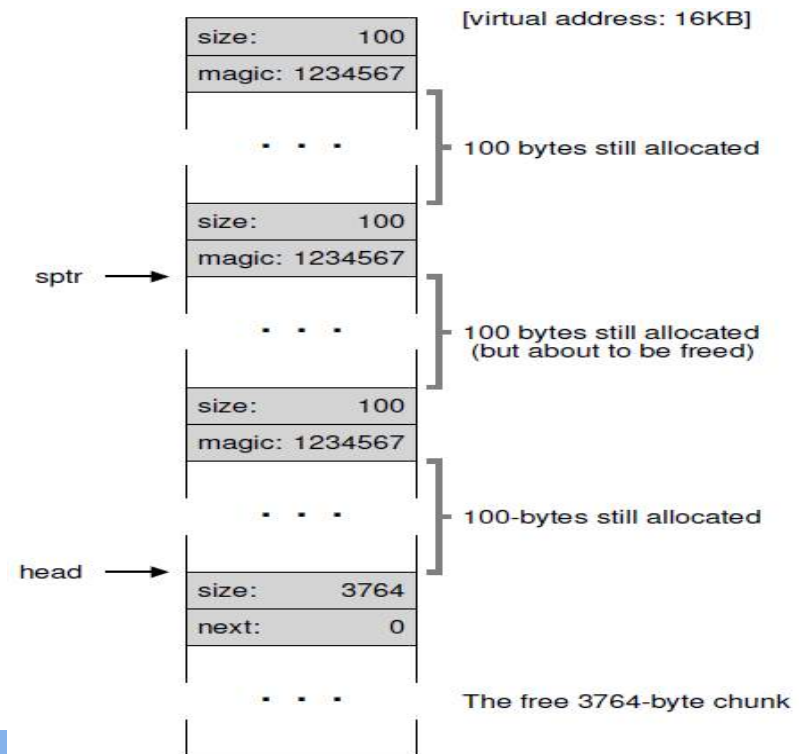 [virtual address: 16KB]
size: 100
magic: 1234567
. . .
100 bytes still allocated
size: 100
magic: 1234567
sptr
. . .
100 bytes still allocated
(but about to be freed)
size: 100
magic: 1234567
. . .
100-bytes still allocated
head
size: 3764
next: 0
. . .
The free 3764-byte chunk